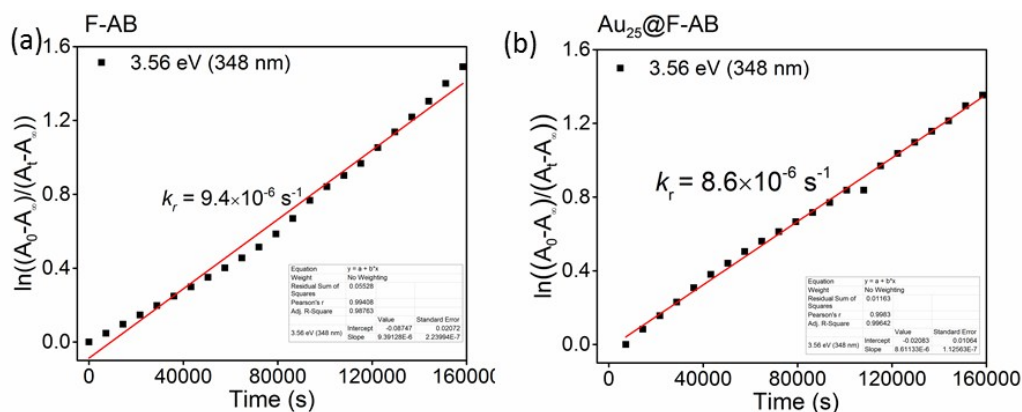 F-AB
(a)
1.6
1.2
0.8
0.4
0.0
ln((A₀-A∞)/(Aₜ-A∞))
3.56 eV (348 nm)
kᵣ = 9.4×10⁻⁶ s⁻¹
Equation y = a + b*x
Weight No Weighting
Residual Sum of Squares 0.05528
Pearson's r 0.99408
Adj. R-Square 0.98763
Value Standard Error
3.56 eV (348 nm) Intercept -0.08747 0.02072
Slope 9.39128E-6 2.23994E-7
0 40000 80000 120000 160000
Time (s)
Au₂₅@F-AB
(b)
1.6
1.2
0.8
0.4
0.0
ln((A₀-A∞)/(Aₜ-A∞))
3.56 eV (348 nm)
kᵣ = 8.6×10⁻⁶ s⁻¹
Equation y = a + b*x
Weight No Weighting
Residual Sum of Squares 0.01163
Pearson's r 0.9983
Adj. R-Square 0.99642
Value Standard Error
3.56 eV (348 nm) Intercept -0.02083 0.01064
Slope 8.61133E-6 1.12563E-7
0 40000 80000 120000 160000
Time (s)